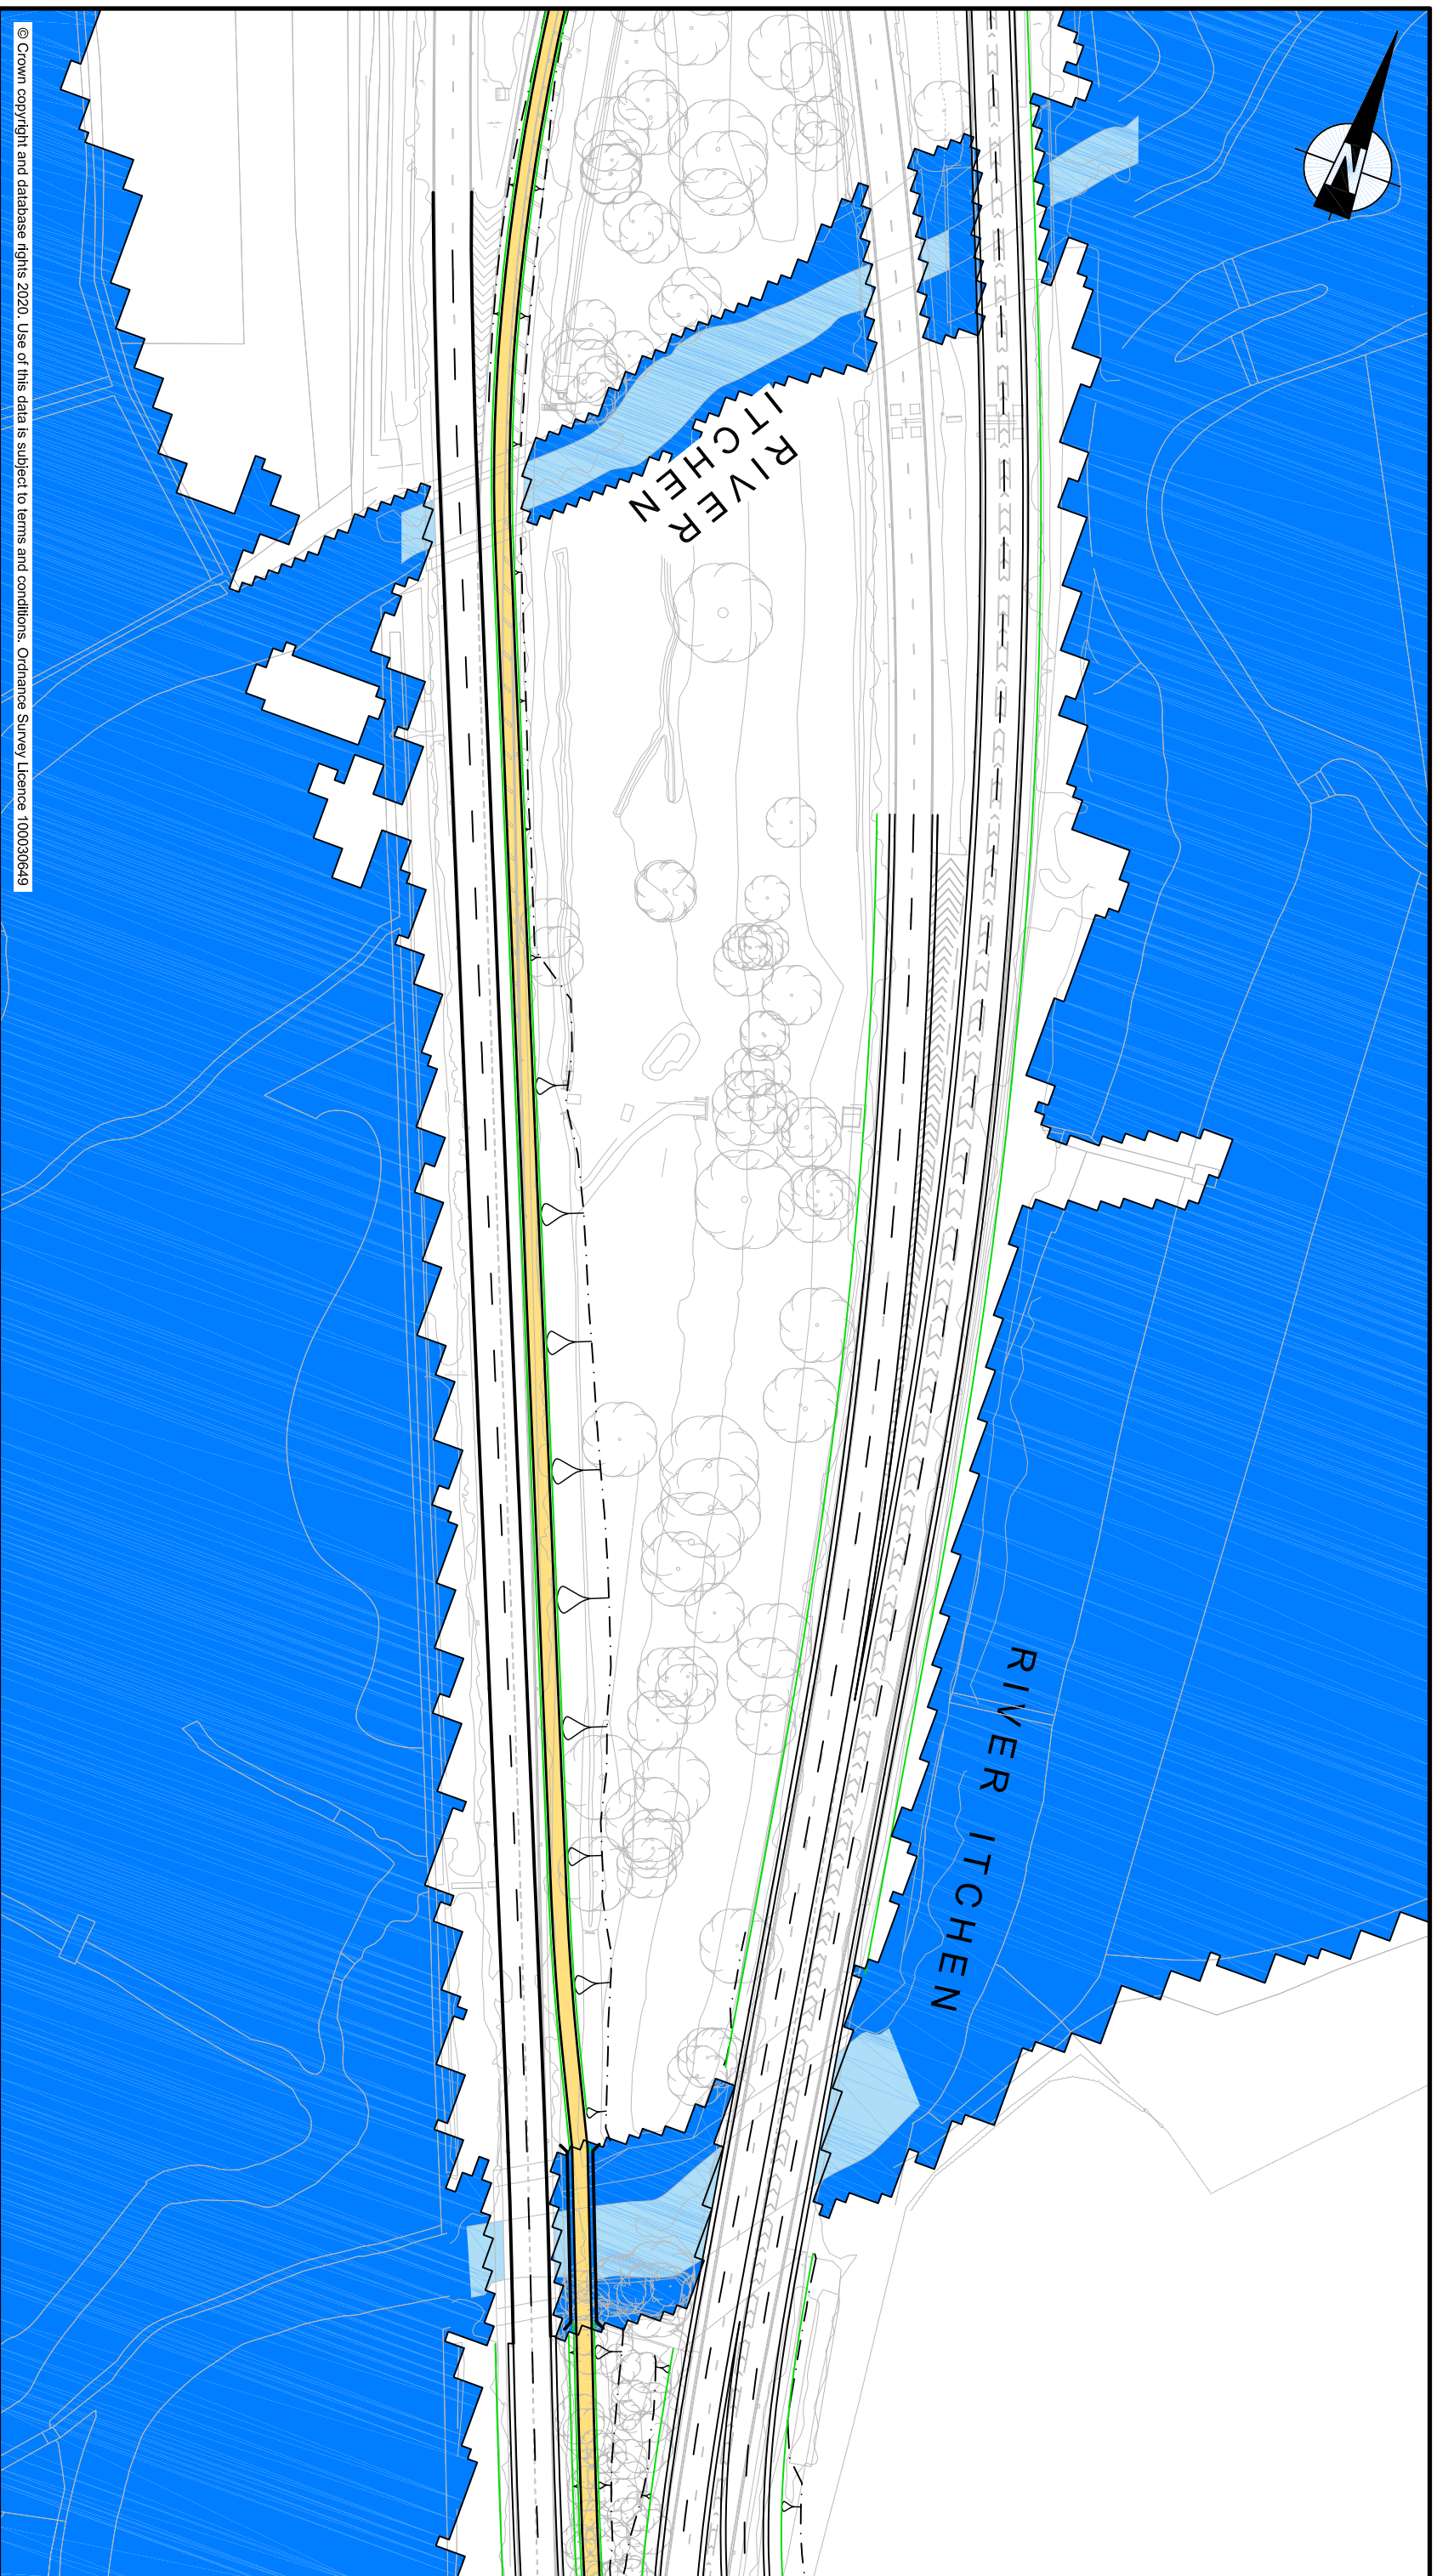 © Crown copyright and database rights 2020. Use of this data is subject to terms and conditions. Ordnance Survey Licence 100030649
N
RIVER
ITCHEN
RIVER ITCHEN